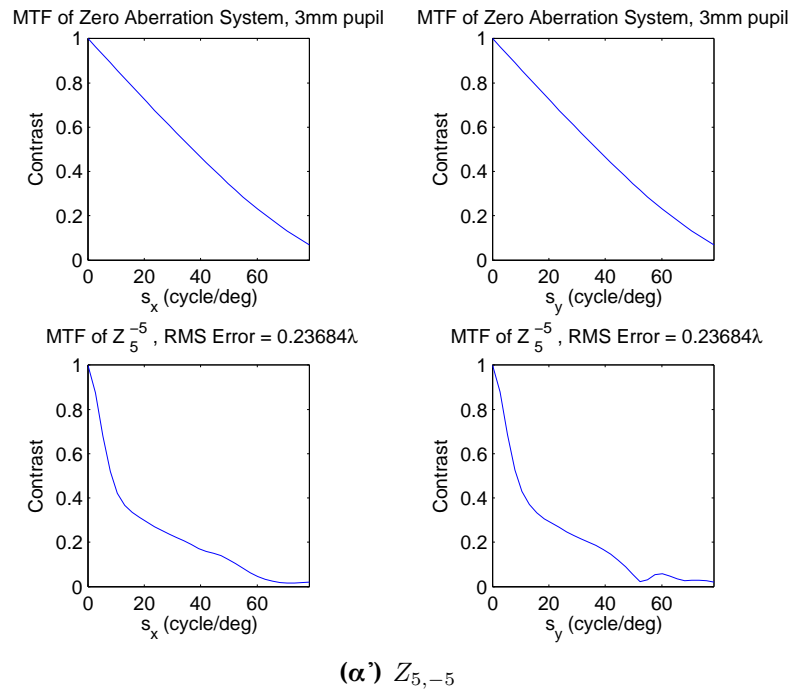 MTF of Zero Aberration System, 3mm pupil
1
0.8
0.6
0.4
0.2
0
Contrast
0 20 40 60
s_x (cycle/deg)
MTF of Zero Aberration System, 3mm pupil
1
0.8
0.6
0.4
0.2
0
Contrast
0 20 40 60
s_y (cycle/deg)
MTF of Z_5^{-5}, RMS Error = 0.23684λ
1
0.8
0.6
0.4
0.2
0
Contrast
0 20 40 60
s_x (cycle/deg)
MTF of Z_5^{-5}, RMS Error = 0.23684λ
1
0.8
0.6
0.4
0.2
0
Contrast
0 20 40 60
s_y (cycle/deg)
(α’) Z_{5,−5}